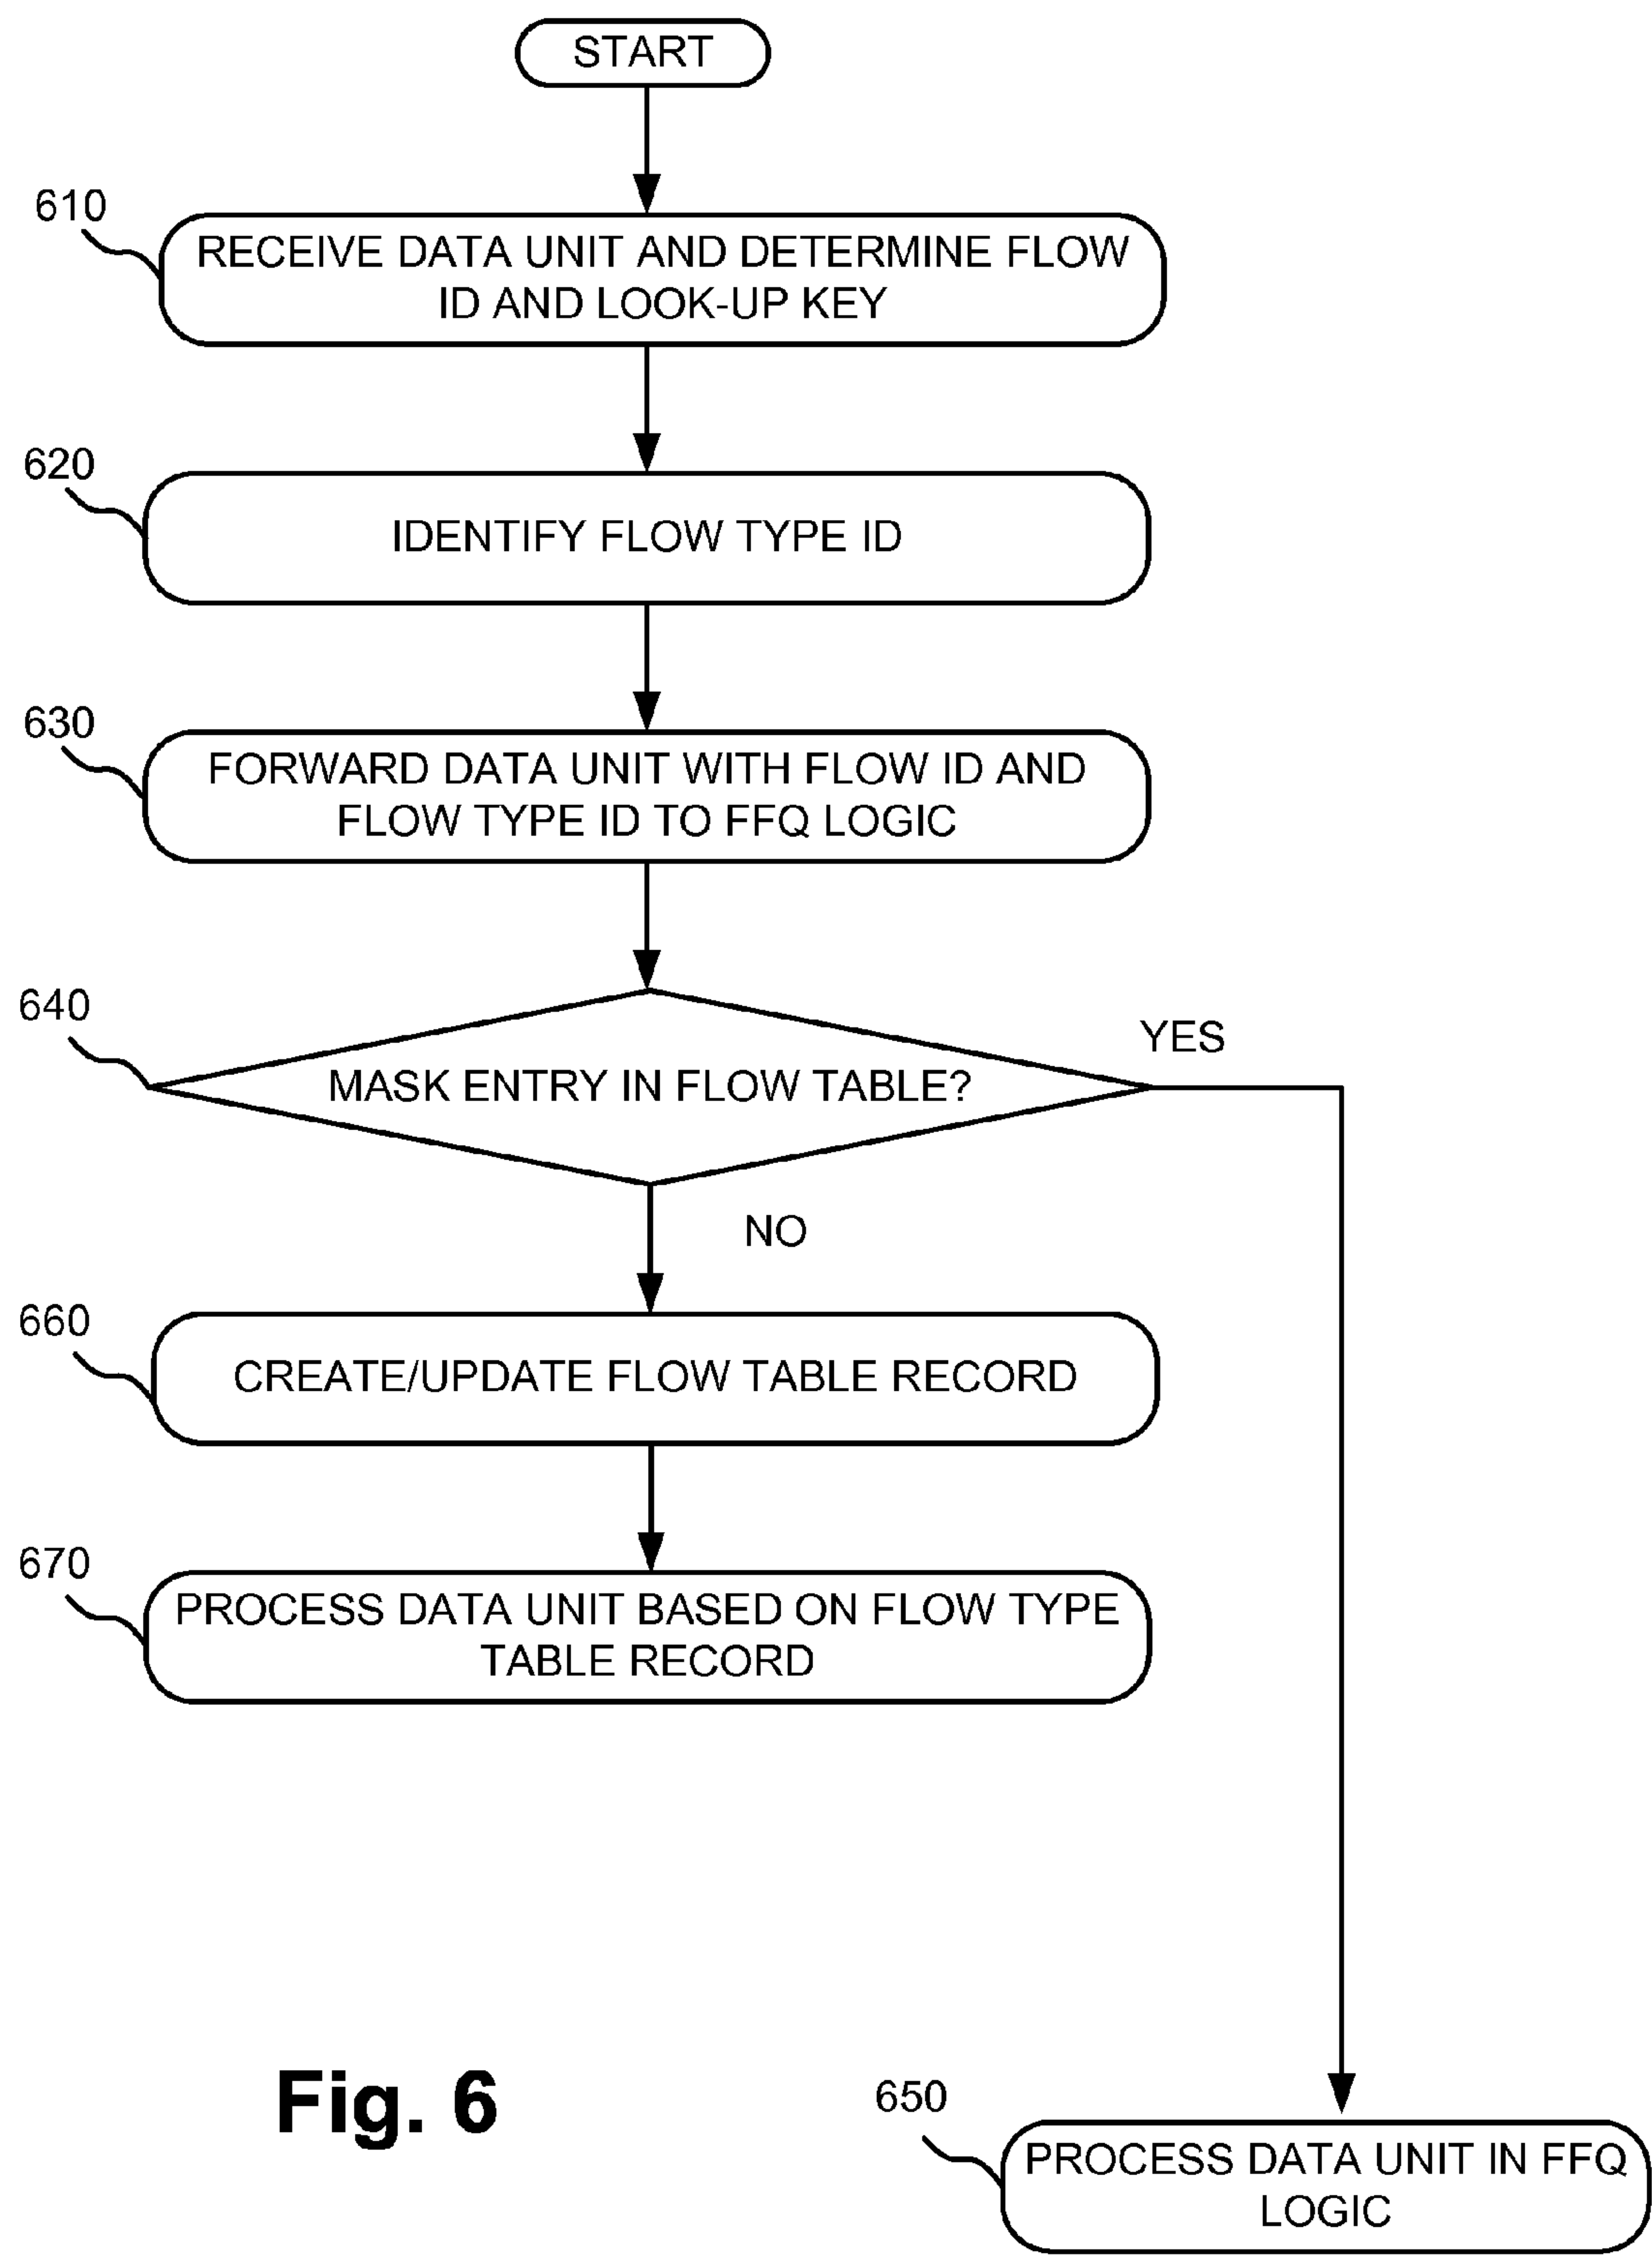 START
610
RECEIVE DATA UNIT AND DETERMINE FLOW
ID AND LOOK-UP KEY
620
IDENTIFY FLOW TYPE ID
630
FORWARD DATA UNIT WITH FLOW ID AND
FLOW TYPE ID TO FFQ LOGIC
640
MASK ENTRY IN FLOW TABLE?
YES
NO
660
CREATE/UPDATE FLOW TABLE RECORD
670
PROCESS DATA UNIT BASED ON FLOW TYPE
TABLE RECORD
Fig. 6
650
PROCESS DATA UNIT IN FFQ
LOGIC